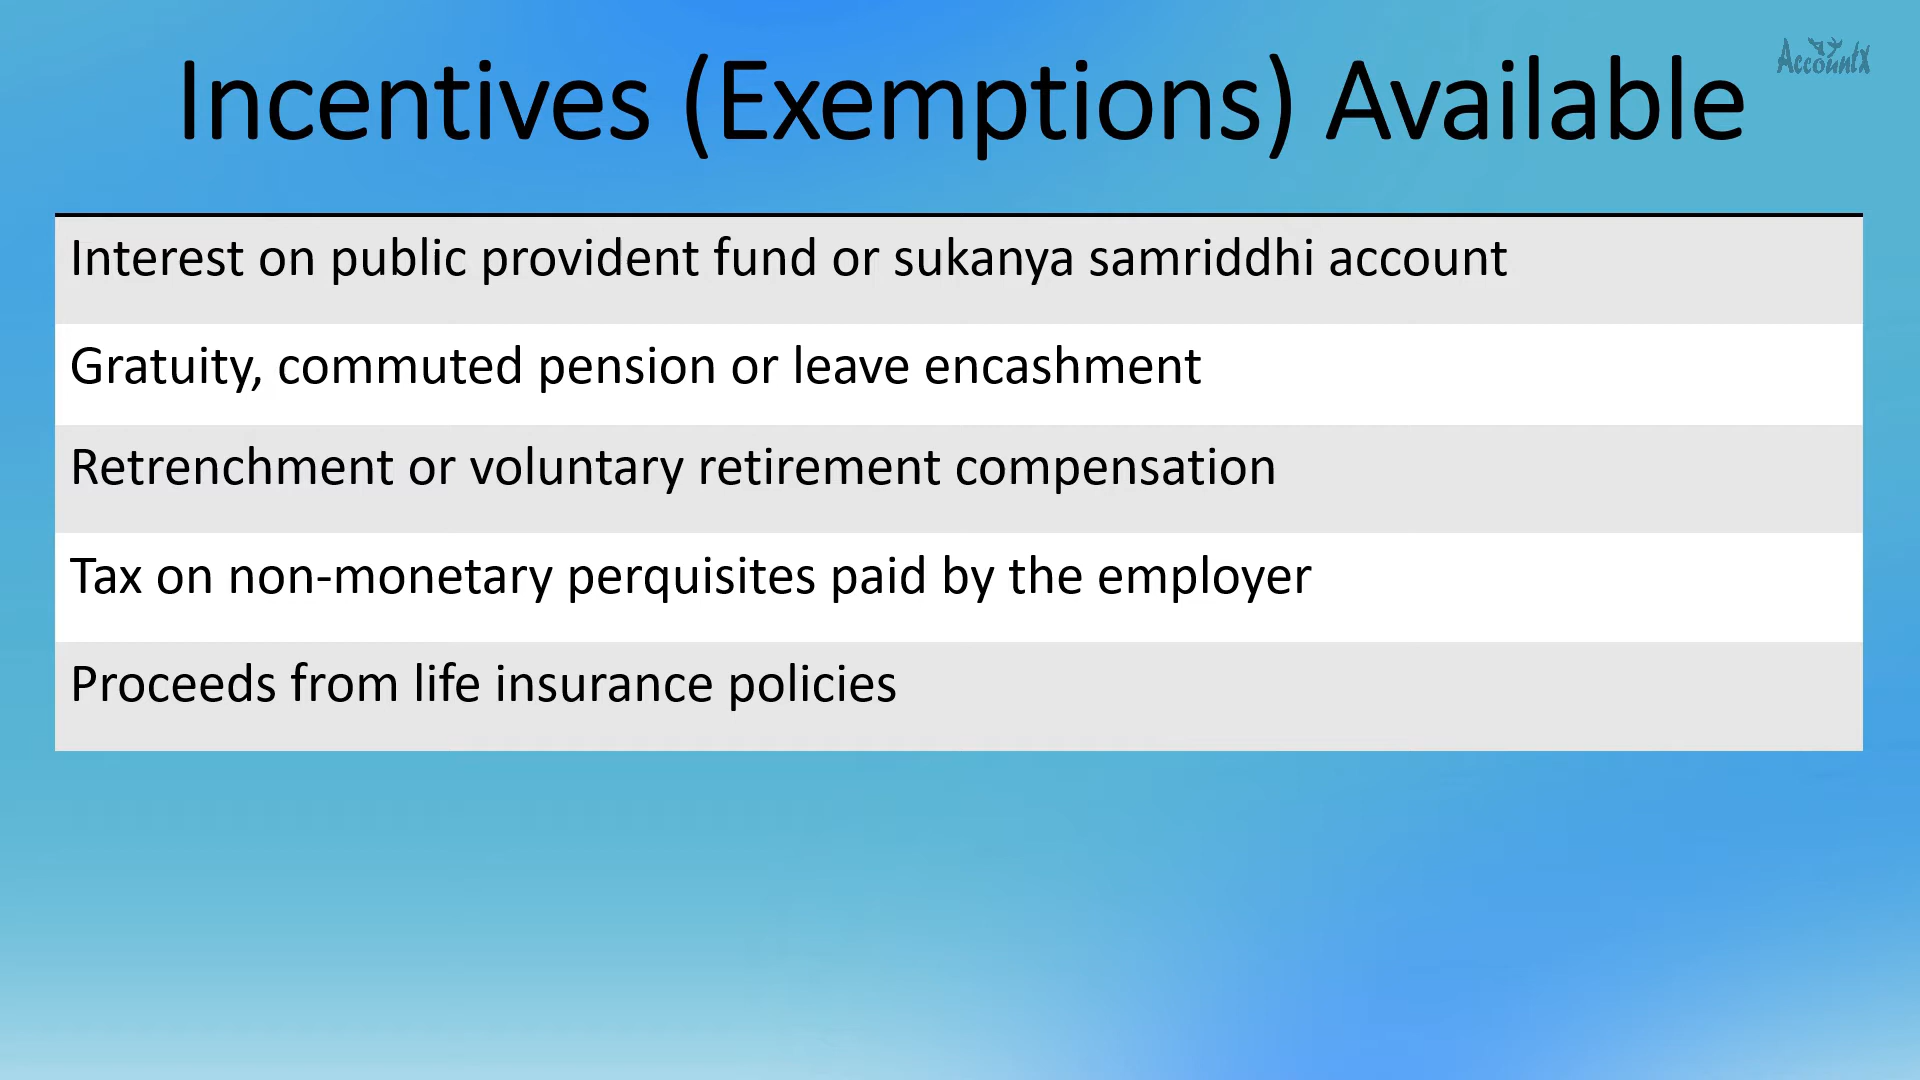 Incentives (Exemptions) Available
AccountX
Interest on public provident fund or sukanya samriddhi account
Gratuity, commuted pension or leave encashment
Retrenchment or voluntary retirement compensation
Tax on non-monetary perquisites paid by the employer
Proceeds from life insurance policies